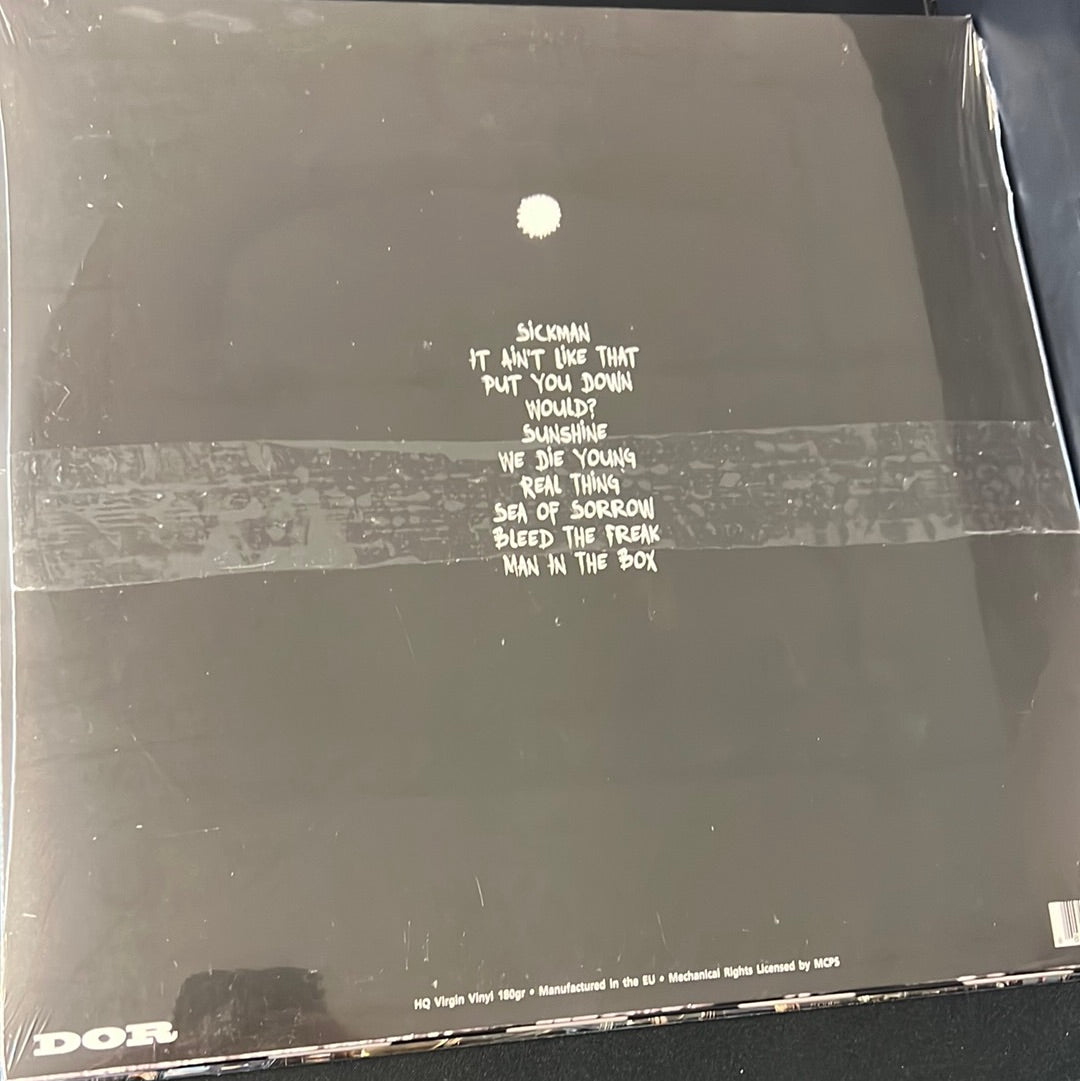 SICKMAN
IT AIN'T LIKE THAT
PUT YOU DOWN
WOULD?
SUNSHINE
WE DIE YOUNG
REAL THING
SEA OF SORROW
BLEED THE FREAK
MAN IN THE BOX
HQ Virgin Vinyl 180gr • Manufactured in the EU • Mechanical Rights Licensed by MCPS
DOR